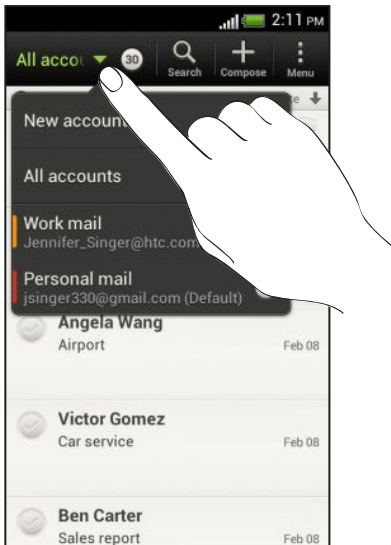 2:11 PM
All accou
30
Search
Compose
Menu
New account
All accounts
Work mail
Jennifer_Singer@htc.com
Personal mail
jsinger330@gmail.com (Default)
Angela Wang
Airport
Feb 08
Victor Gomez
Car service
Feb 08
Ben Carter
Sales report
Feb 08